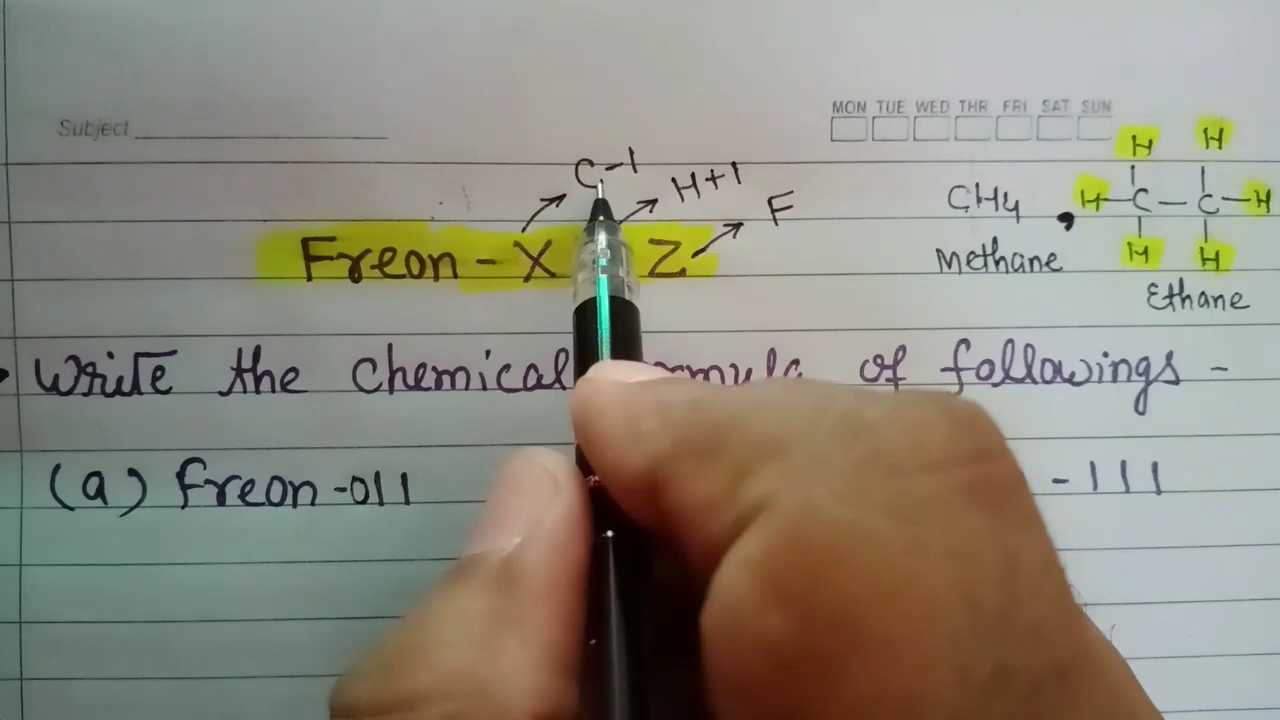 Subject
MON TUE WED THR FRI SAT SUN
C-1
H+1
F
Freon - X Z
CH4 ,
Methane
H H
H-C-C-H
H H
Ethane
Write the chemical of followings -
(a) Freon-011
-111